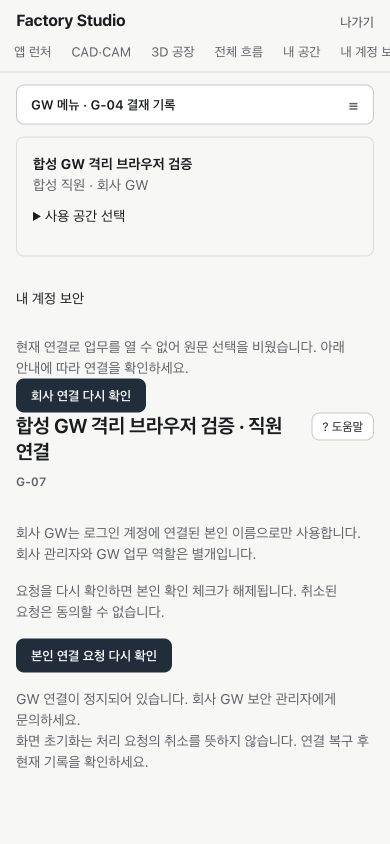 Factory Studio
나가기
앱 런처 CAD·CAM 3D 공장 전체 흐름 내 공간 내 계정 보
GW 메뉴 · G-04 결재 기록 ≡
합성 GW 격리 브라우저 검증
합성 직원 · 회사 GW
▶ 사용 공간 선택
내 계정 보안
현재 연결로 업무를 열 수 없어 원문 선택을 비웠습니다. 아래
안내에 따라 연결을 확인하세요.
회사 연결 다시 확인
합성 GW 격리 브라우저 검증 · 직원
연결
? 도움말
G-07
회사 GW는 로그인 계정에 연결된 본인 이름으로만 사용합니다.
회사 관리자와 GW 업무 역할은 별개입니다.
요청을 다시 확인하면 본인 확인 체크가 해제됩니다. 취소된
요청은 동의할 수 없습니다.
본인 연결 요청 다시 확인
GW 연결이 정지되어 있습니다. 회사 GW 보안 관리자에게
문의하세요.
화면 초기화는 처리 요청의 취소를 뜻하지 않습니다. 연결 복구 후
현재 기록을 확인하세요.